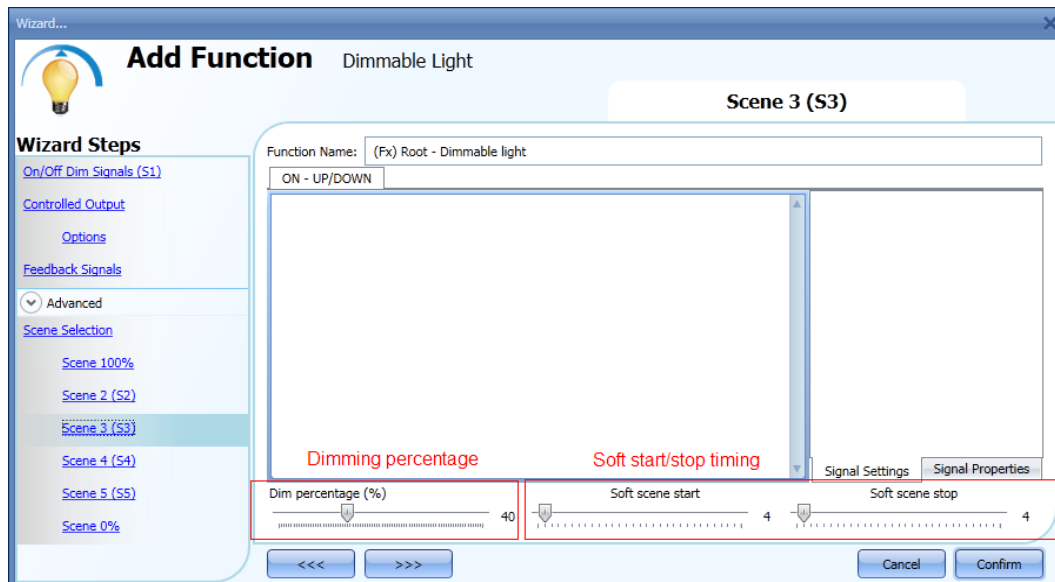 Wizard...
Add Function Dimmable Light
Scene 3 (S3)
Wizard Steps
On/Off Dim Signals (S1)
Controlled Output
Options
Feedback Signals
Advanced
Scene Selection
Scene 100%
Scene 2 (S2)
Scene 3 (S3)
Scene 4 (S4)
Scene 5 (S5)
Scene 0%
Function Name: (Fx) Root - Dimmable light
ON - UP/DOWN
Dimming percentage Soft start/stop timing
Signal Settings Signal Properties
Dim percentage (%) Soft scene start Soft scene stop
40 4 4
<<< >>> Cancel Confirm